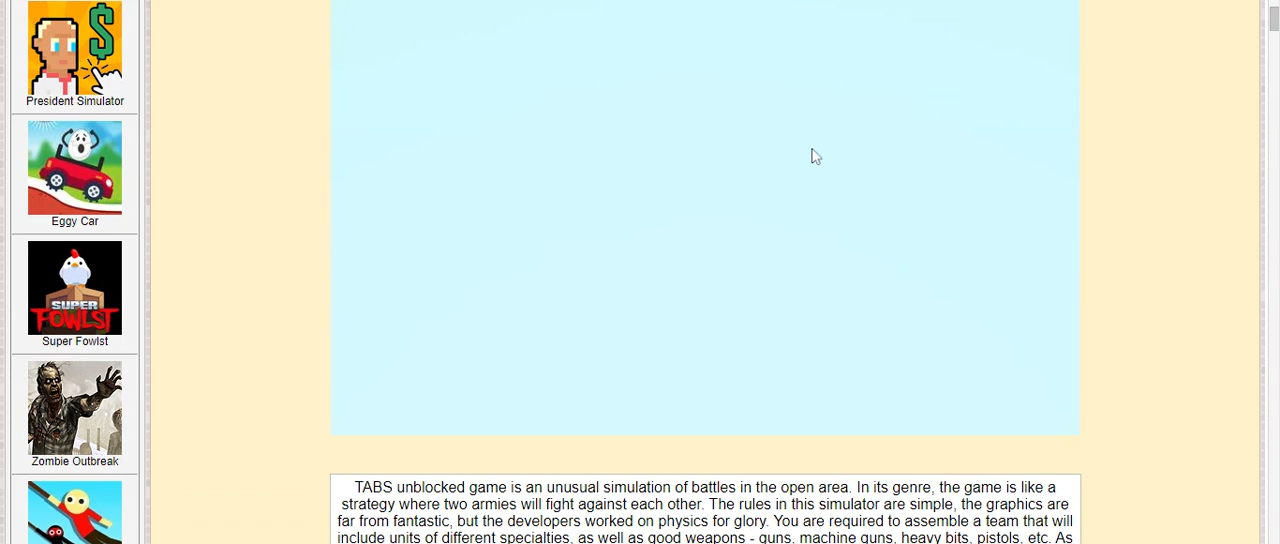 President Simulator
Eggy Car
SUPER
FOWLST
Super Fowlst
Zombie Outbreak
TABS unblocked game is an unusual simulation of battles in the open area. In its genre, the game is like a
strategy where two armies will fight against each other. The rules in this simulator are simple, the graphics are
far from fantastic, but the developers worked on physics for glory. You are required to assemble a team that will
include units of different specialties, as well as good weapons - guns, machine guns, heavy bits, pistols, etc. As